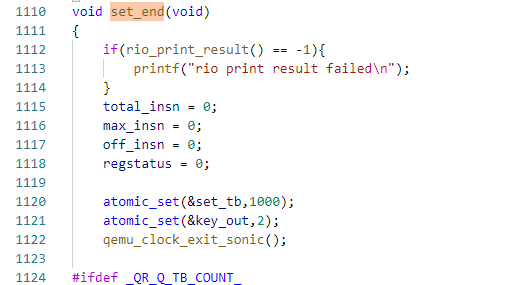 1110 void set_end(void)
1111 {
1112     if(rio_print_result() == -1){
1113         printf("rio print result failed\n");
1114     }
1115     total_insn = 0;
1116     max_insn = 0;
1117     off_insn = 0;
1118     regstatus = 0;
1119
1120     atomic_set(&set_tb,1000);
1121     atomic_set(&key_out,2);
1122     qemu_clock_exit_sonic();
1123
1124 #ifdef _QR_Q_TB_COUNT_